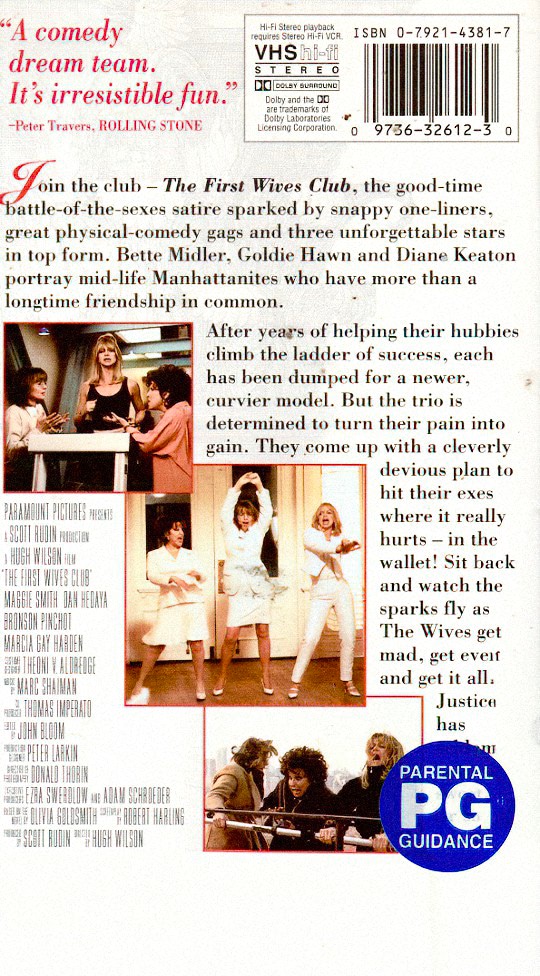 “A comedy
dream team.
It’s irresistible fun.”
–Peter Travers, ROLLING STONE
Hi-Fi Stereo playback
requires Stereo Hi-Fi VCR.
VHS hi-fi
STEREO
DOLBY SURROUND
Dolby and the
are trademarks of
Dolby Laboratories
Licensing Corporation.
ISBN 0-7921-4381-7
0 9736-32612-3 0
Join the club – The First Wives Club, the good-time
battle-of-the-sexes satire sparked by snappy one-liners,
great physical-comedy gags and three unforgettable stars
in top form. Bette Midler, Goldie Hawn and Diane Keaton
portray mid-life Manhattanites who have more than a
longtime friendship in common.
After years of helping their hubbies
climb the ladder of success, each
has been dumped for a newer,
curvier model. But the trio is
determined to turn their pain into
gain. They come up with a cleverly
devious plan to
hit their exes
where it really
hurts – in the
wallet! Sit back
and watch the
sparks fly as
The Wives get
mad, get even
and get it all.
Justice
has
PARAMOUNT PICTURES PRESENTS
A SCOTT RUDIN PRODUCTION
A HUGH WILSON FILM
"THE FIRST WIVES CLUB"
MAGGIE SMITH DAN HEDAYA
BRONSON PINCHOT
MARCIA GAY HARDEN
COSTUME DESIGNER THEONI V. ALDREDGE
MUSIC BY MARC SHAIMAN
CO PRODUCER THOMAS IMPERATO
EDITED BY JOHN BLOOM
PRODUCTION DESIGNER PETER LARKIN
DIRECTOR OF PHOTOGRAPHY DONALD THORIN
EXECUTIVE PRODUCERS EZRA SWERDLOW AND ADAM SCHROEDER
BASED ON THE NOVEL BY OLIVIA GOLDSMITH SCREENPLAY BY ROBERT HARLING
PRODUCED BY SCOTT RUDIN DIRECTED BY HUGH WILSON
PARENTAL
PG
GUIDANCE